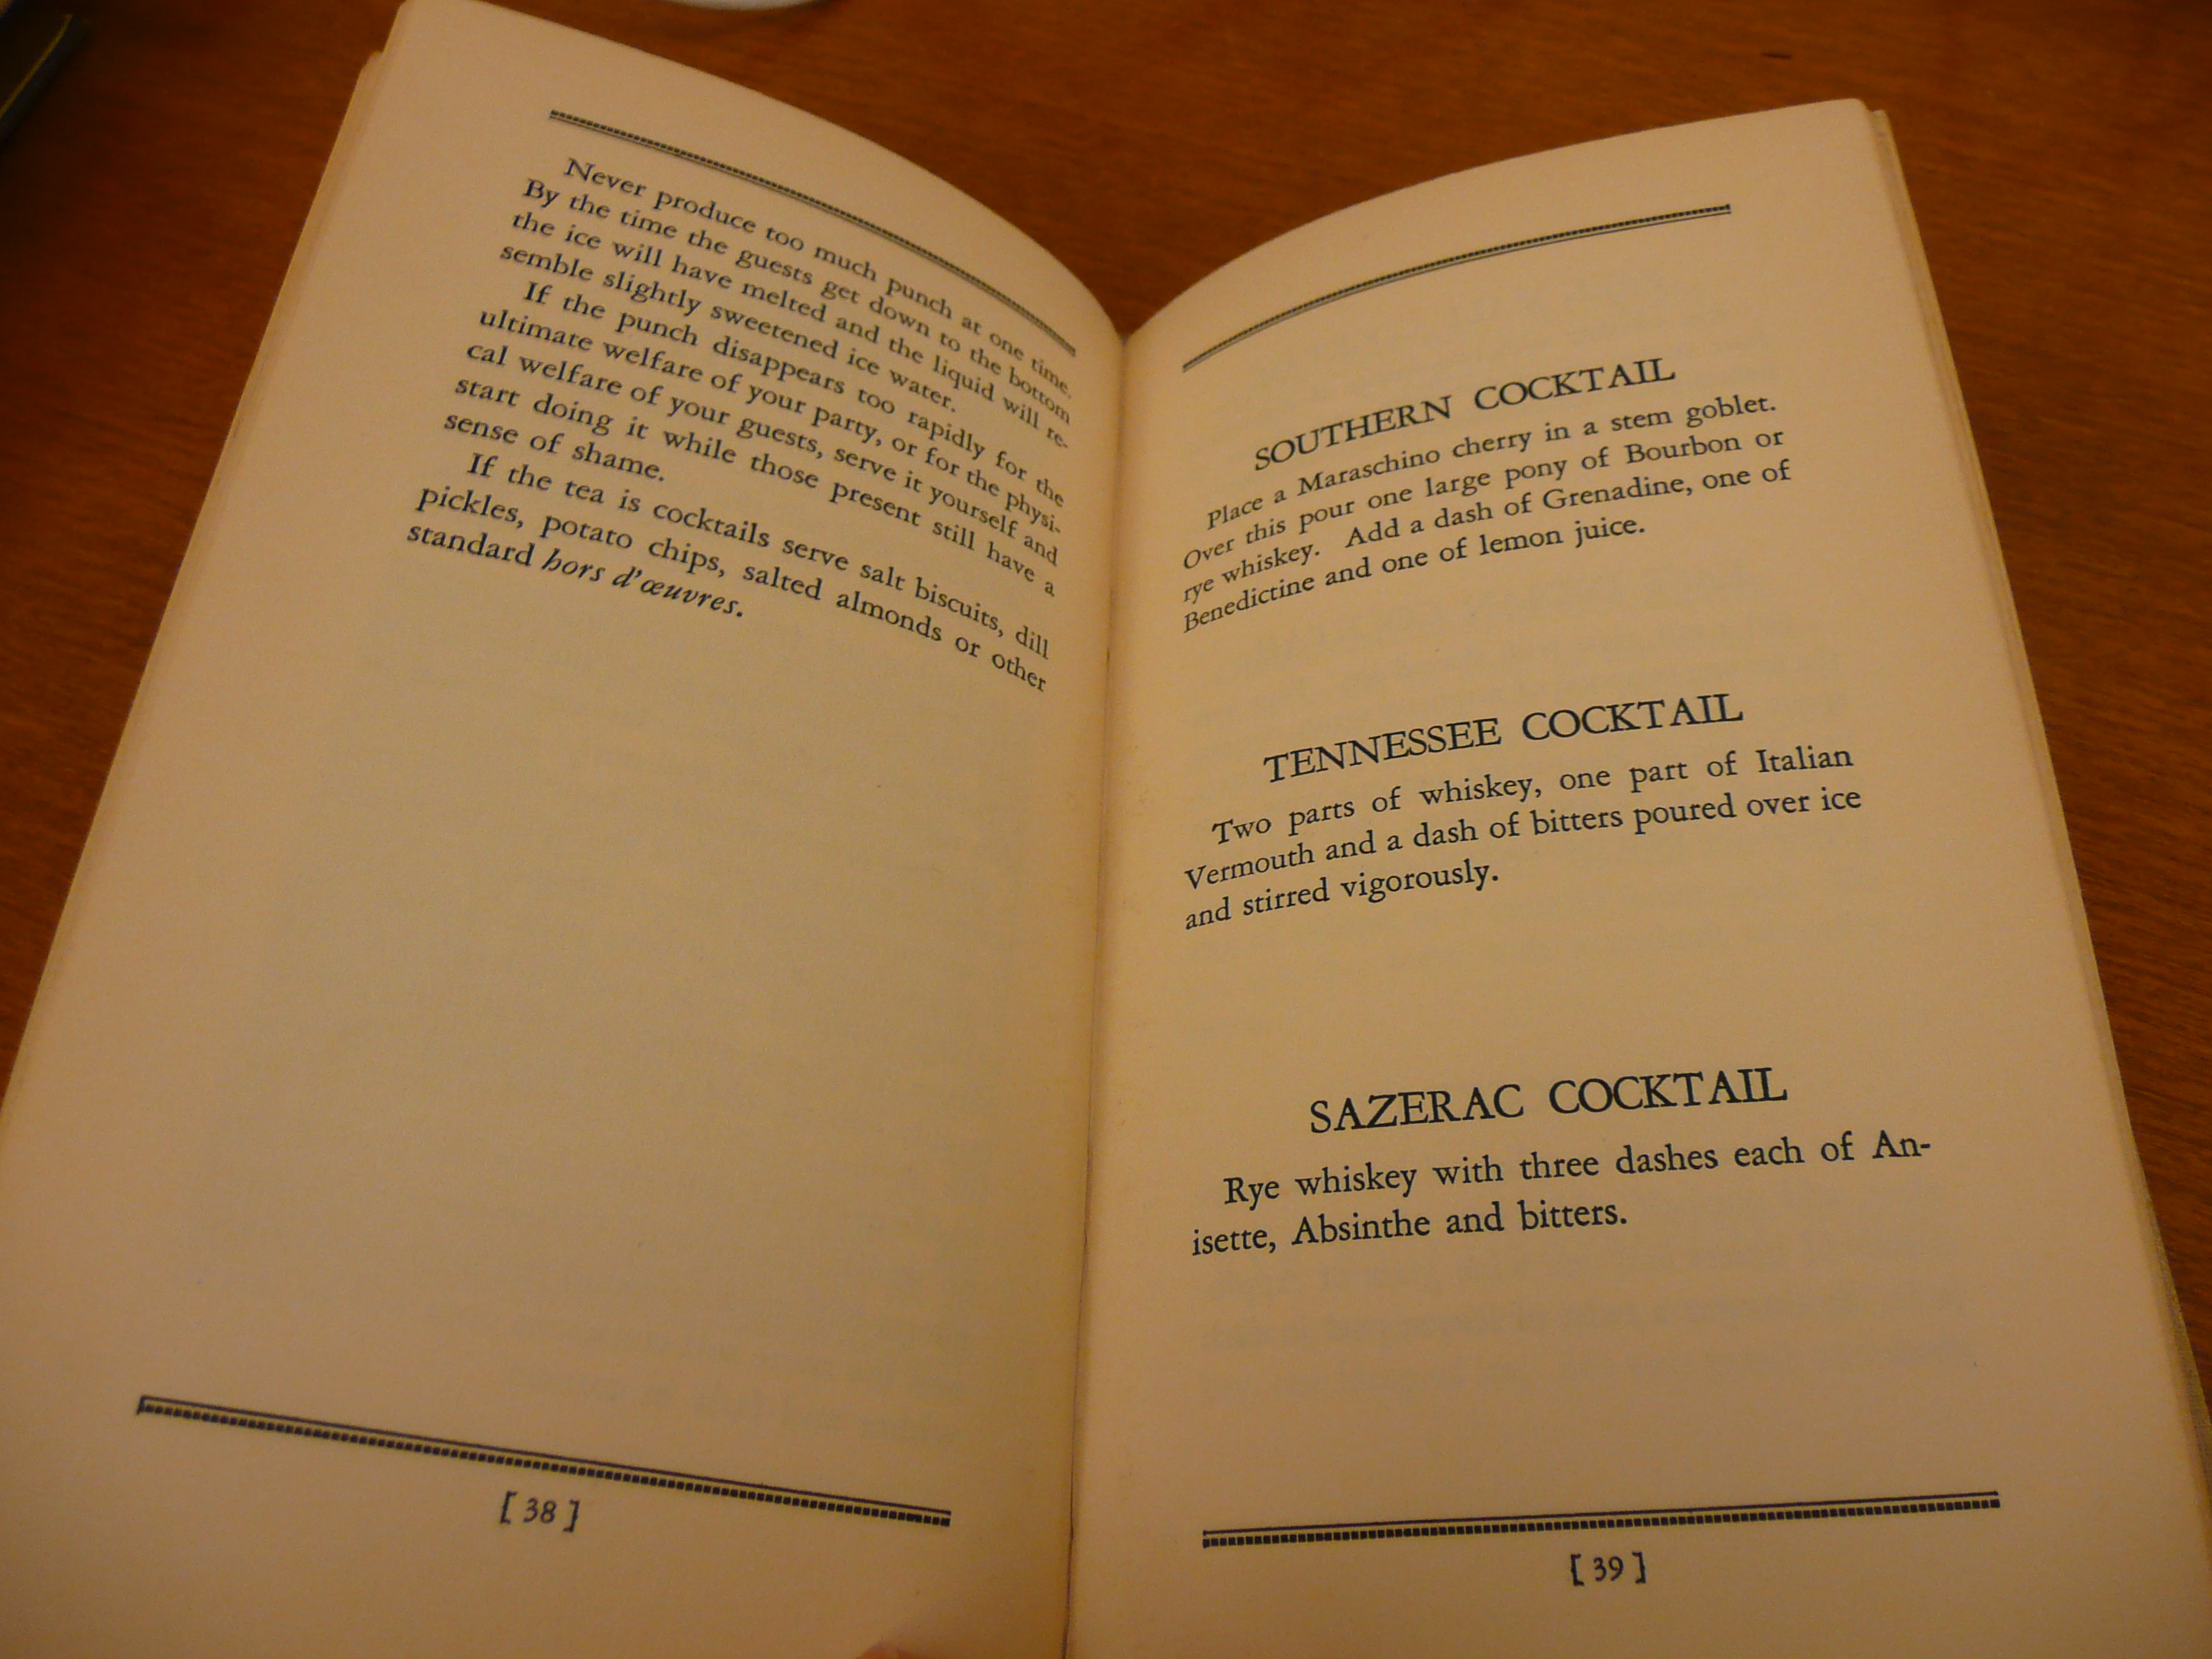 Never produce too much punch at one time.
By the time the guests get down to the bottom
the ice will have melted and the liquid will re-
semble slightly sweetened ice water.
If the punch disappears too rapidly for the
ultimate welfare of your party, or for the physi-
cal welfare of your guests, serve it yourself and
start doing it while those present still have a
sense of shame.
If the tea is cocktails serve salt biscuits, dill
pickles, potato chips, salted almonds or other
standard hors d'œuvres.
[ 38 ]
SOUTHERN COCKTAIL
Place a Maraschino cherry in a stem goblet.
Over this pour one large pony of Bourbon or
rye whiskey. Add a dash of Grenadine, one of
Benedictine and one of lemon juice.
TENNESSEE COCKTAIL
Two parts of whiskey, one part of Italian
Vermouth and a dash of bitters poured over ice
and stirred vigorously.
SAZERAC COCKTAIL
Rye whiskey with three dashes each of An-
isette, Absinthe and bitters.
[ 39 ]